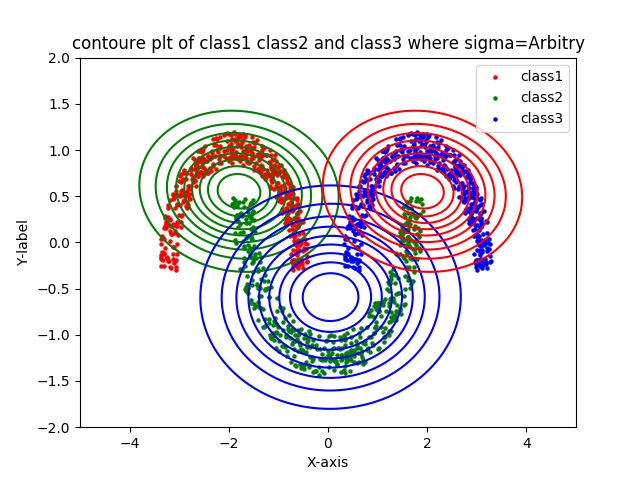 contoure plt of class1 class2 and class3 where sigma=Arbitry
class1
class2
class3
Y-label
2.0
1.5
1.0
0.5
0.0
−0.5
−1.0
−1.5
−2.0
−4
−2
0
2
4
X-axis